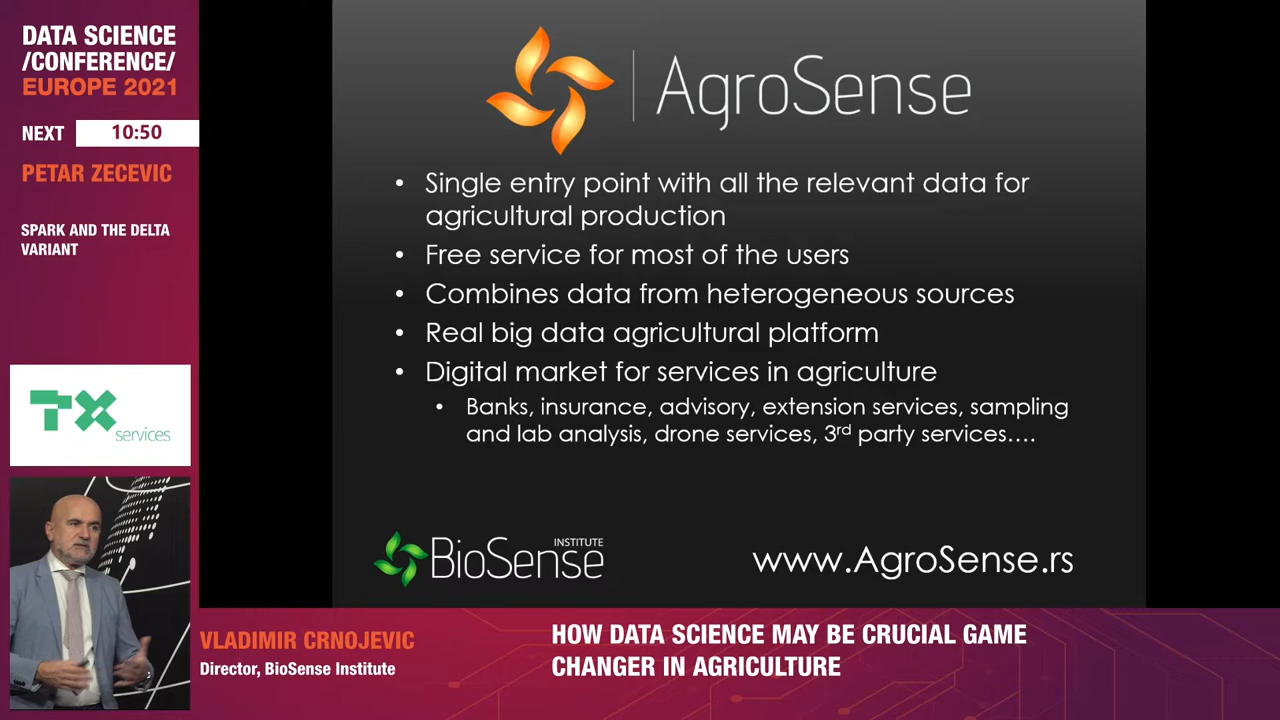 DATA SCIENCE
/CONFERENCE/
EUROPE 2021
NEXT 10:50
PETAR ZECEVIC
SPARK AND THE DELTA
VARIANT
TX
services
AgroSense
• Single entry point with all the relevant data for
agricultural production
• Free service for most of the users
• Combines data from heterogeneous sources
• Real big data agricultural platform
• Digital market for services in agriculture
• Banks, insurance, advisory, extension services, sampling
and lab analysis, drone services, 3rd party services....
INSTITUTE
BioSense
www.AgroSense.rs
VLADIMIR CRNOJEVIC
Director, BioSense Institute
HOW DATA SCIENCE MAY BE CRUCIAL GAME
CHANGER IN AGRICULTURE